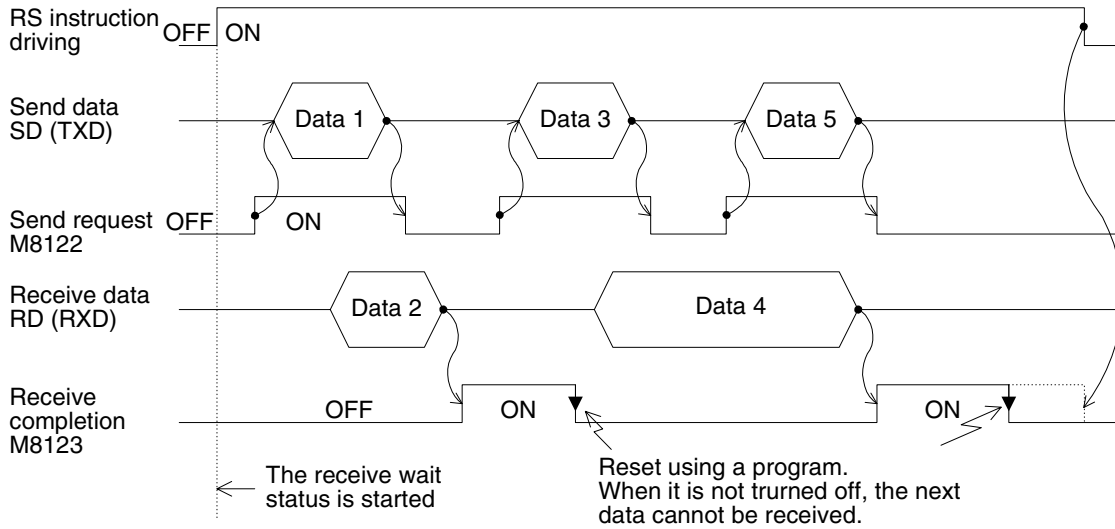 RS instruction
driving
OFF
ON
Send data
SD (TXD)
Data 1
Data 3
Data 5
Send request
M8122
OFF
ON
Receive data
RD (RXD)
Data 2
Data 4
Receive
completion
M8123
OFF
ON
ON
The receive wait
status is started
Reset using a program.
When it is not trurned off, the next
data cannot be received.